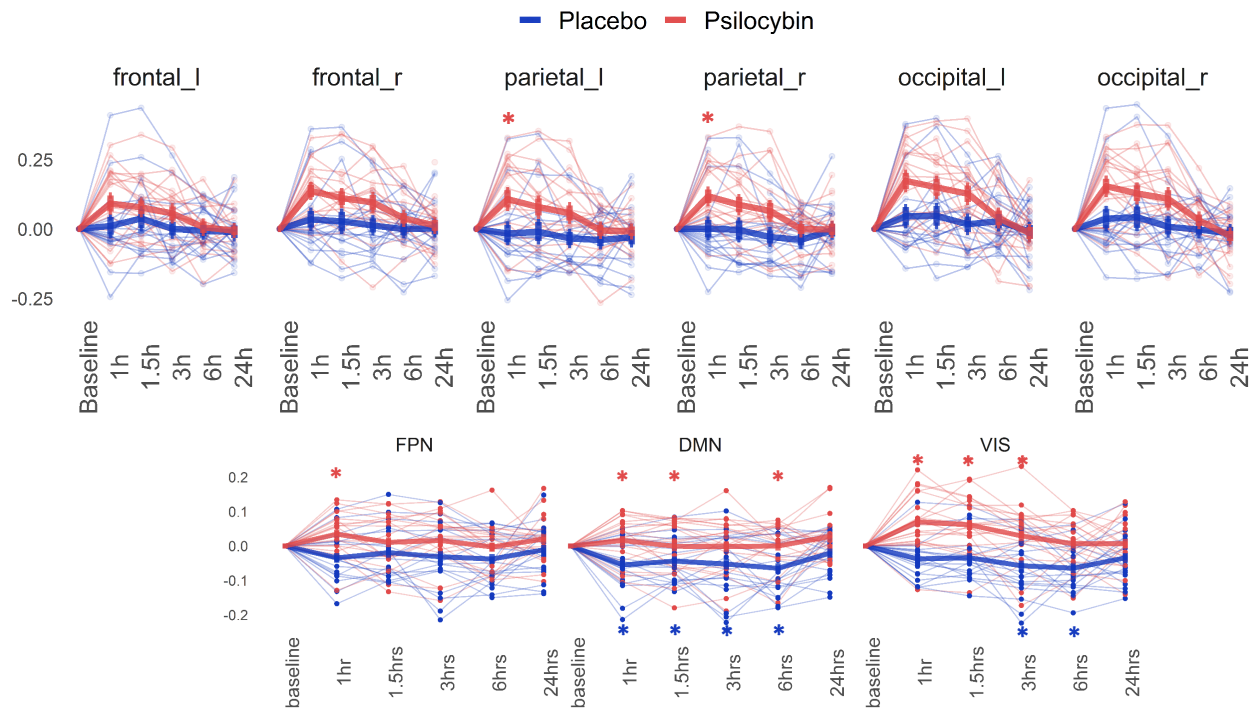 Placebo Psilocybin
frontal_l frontal_r parietal_l parietal_r occipital_l occipital_r
* *
0.25
0.00
-0.25
Baseline 1h 1.5h 3h 6h 24h Baseline 1h 1.5h 3h 6h 24h Baseline 1h 1.5h 3h 6h 24h Baseline 1h 1.5h 3h 6h 24h Baseline 1h 1.5h 3h 6h 24h Baseline 1h 1.5h 3h 6h 24h
FPN DMN VIS
* * * * * * *
0.2
0.1
0.0
-0.1
-0.2
* * * * * *
baseline 1hr 1.5hrs 3hrs 6hrs 24hrs baseline 1hr 1.5hrs 3hrs 6hrs 24hrs baseline 1hr 1.5hrs 3hrs 6hrs 24hrs